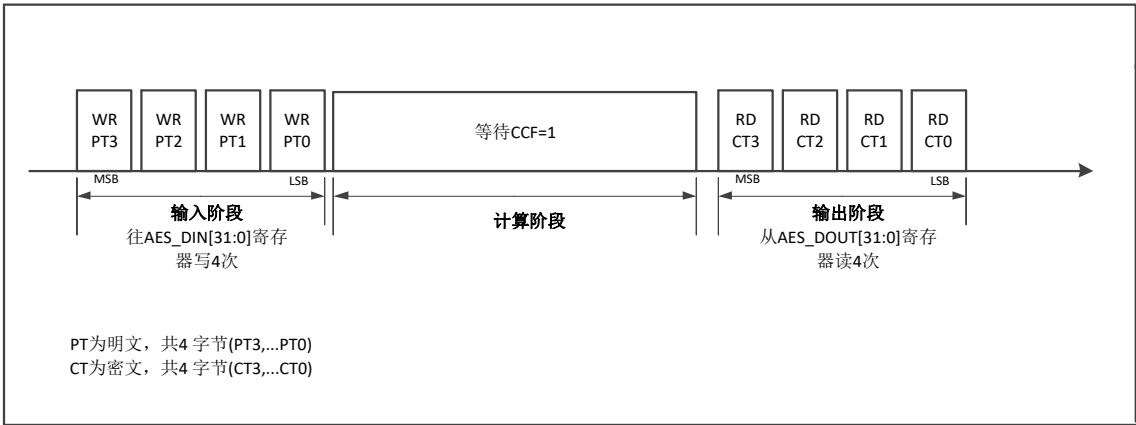 WR
PT3
WR
PT2
WR
PT1
WR
PT0
等待CCF=1
RD
CT3
RD
CT2
RD
CT1
RD
CT0
MSB
LSB
MSB
LSB
输入阶段
往AES_DIN[31:0]寄存
器写4次
计算阶段
输出阶段
从AES_DOUT[31:0]寄存
器读4次
PT为明文，共4 字节(PT3,...PT0)
CT为密文，共4 字节(CT3,...CT0)